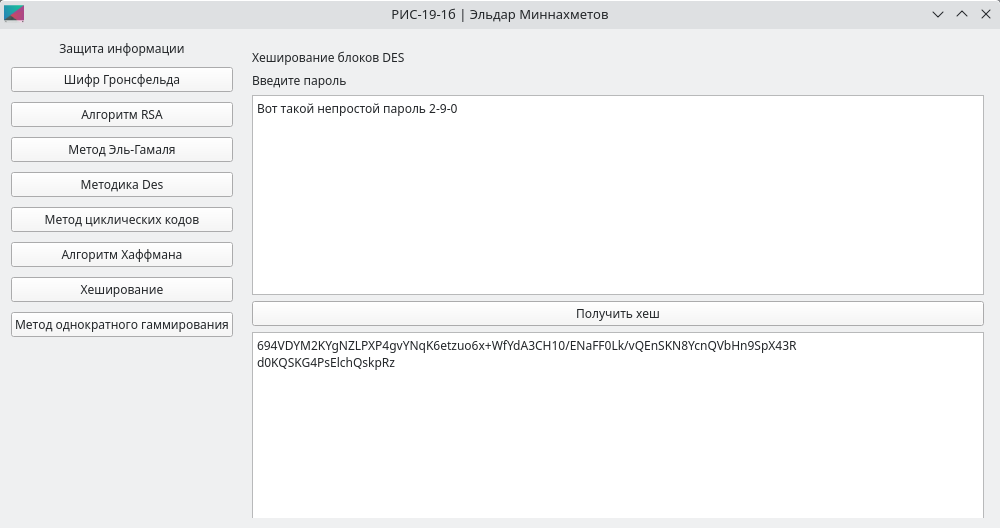 РИС-19-1б | Эльдар Миннахметов
Защита информации
Шифр Гронсфельда
Алгоритм RSA
Метод Эль-Гамаля
Методика Des
Метод циклических кодов
Алгоритм Хаффмана
Хеширование
Метод однократного гаммирования
Хеширование блоков DES
Введите пароль
Вот такой непростой пароль 2-9-0
Получить хеш
694VDYM2KYgNZLPXP4gvYNqK6etzuo6x+WfYdA3CH10/ENaFF0Lk/vQEnSKN8YcnQVbHn9SpX43R
d0KQSKG4PsElchQskpRz